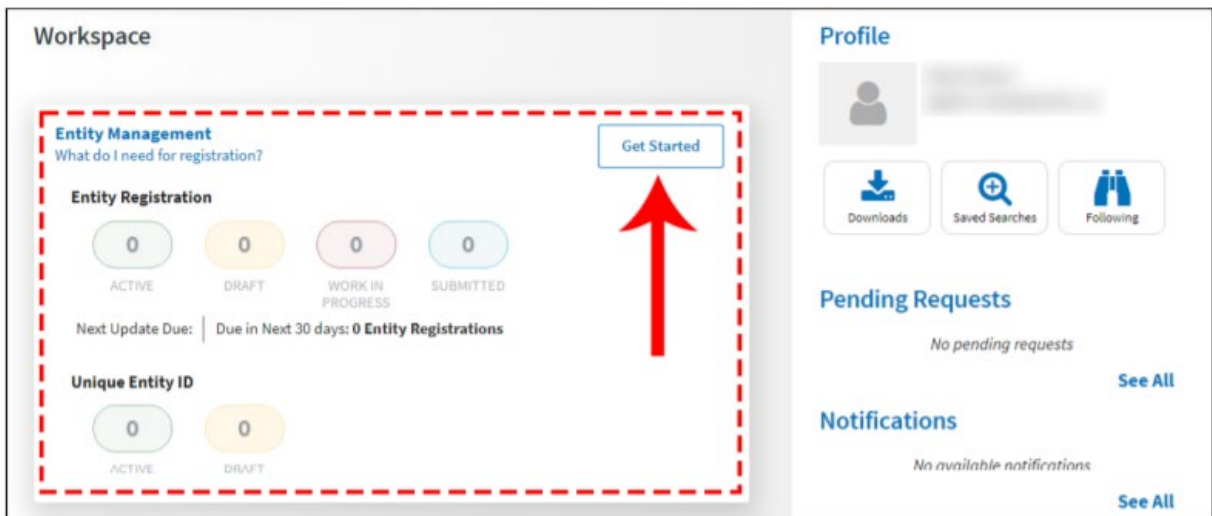 Workspace
Entity Management
What do I need for registration?
Get Started
Entity Registration
0 0 0 0
ACTIVE DRAFT WORK IN PROGRESS SUBMITTED
Next Update Due: Due in Next 30 days: 0 Entity Registrations
Unique Entity ID
0 0
ACTIVE DRAFT
Profile
Downloads Saved Searches Following
Pending Requests
No pending requests
See All
Notifications
No available notifications
See All